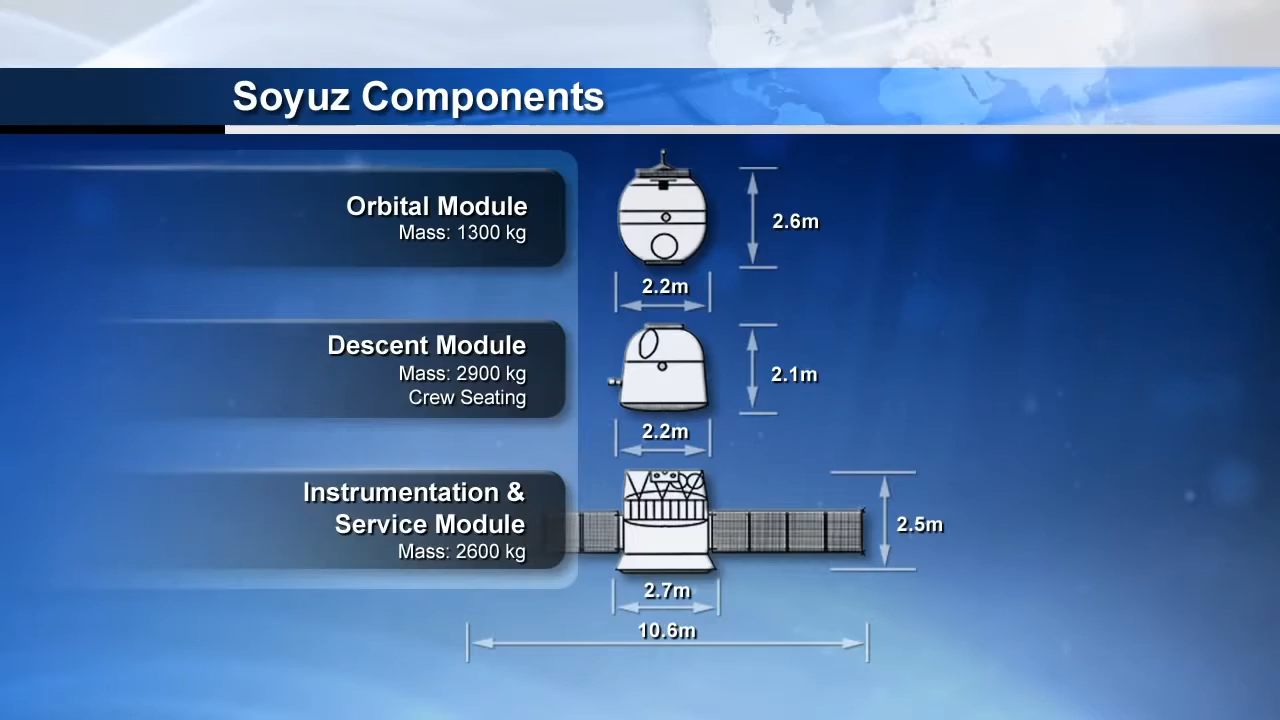 Soyuz Components
Orbital Module
Mass: 1300 kg
2.6m
2.2m
Descent Module
Mass: 2900 kg
Crew Seating
2.1m
2.2m
Instrumentation &
Service Module
Mass: 2600 kg
2.5m
2.7m
10.6m